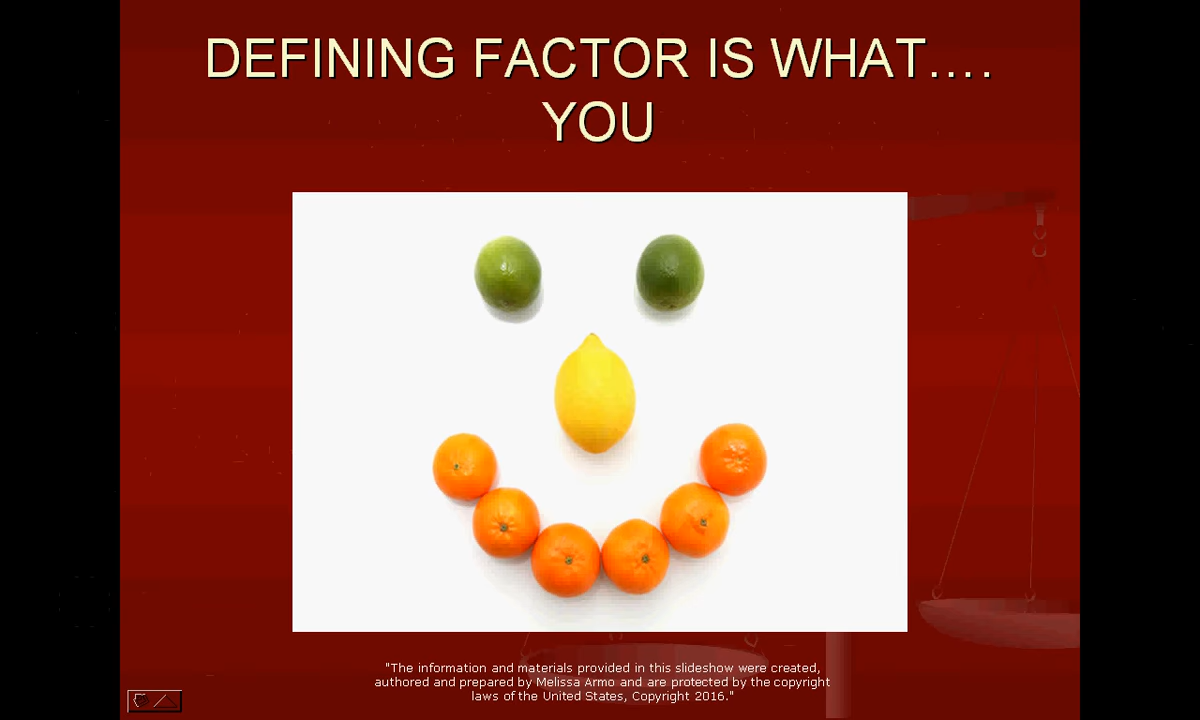 DEFINING FACTOR IS WHAT….
YOU
"The information and materials provided in this slideshow were created,
authored and prepared by Melissa Armo and are protected by the copyright
laws of the United States, Copyright 2016."